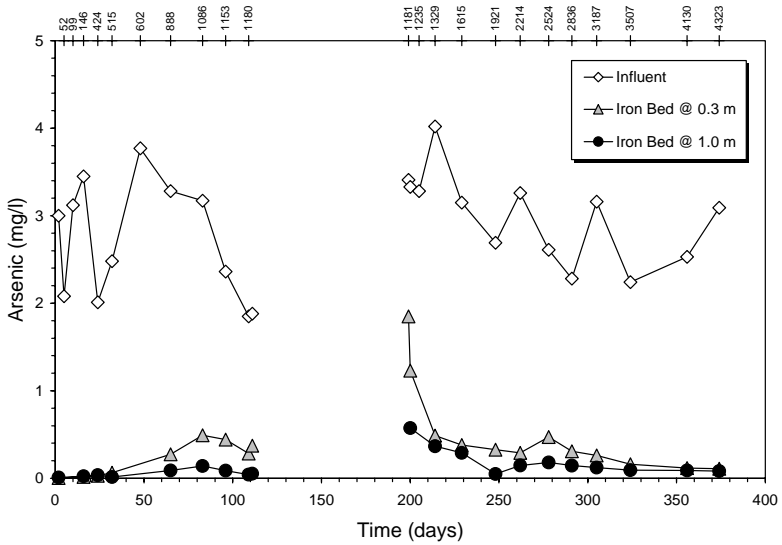 52 99 146 424 515 602 888 1086 1153 1180 1181 1235 1329 1615 1921 2214 2524 2836 3187 3507 4130 4323
5
4
3
2
1
0
Arsenic (mg/l)
Influent
Iron Bed @ 0.3 m
Iron Bed @ 1.0 m
0 50 100 150 200 250 300 350 400
Time (days)